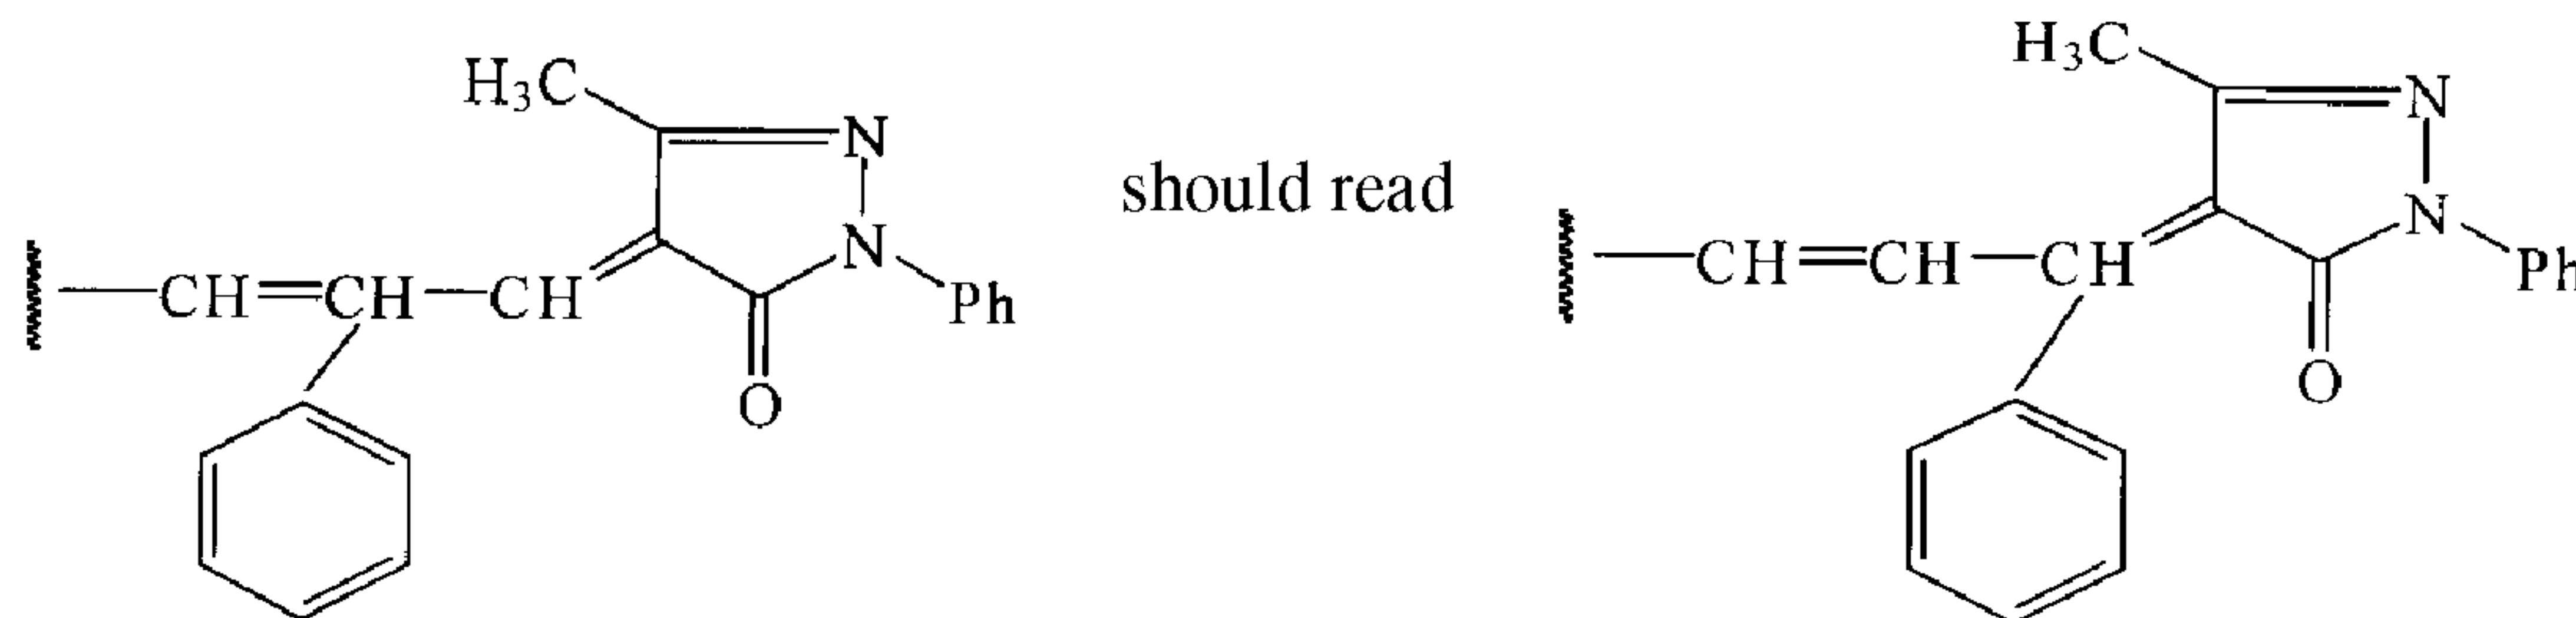 H₃C
N
N
Ph
CH=CH—CH
O
should read
H₃C
N
N
Ph
CH=CH—CH
O